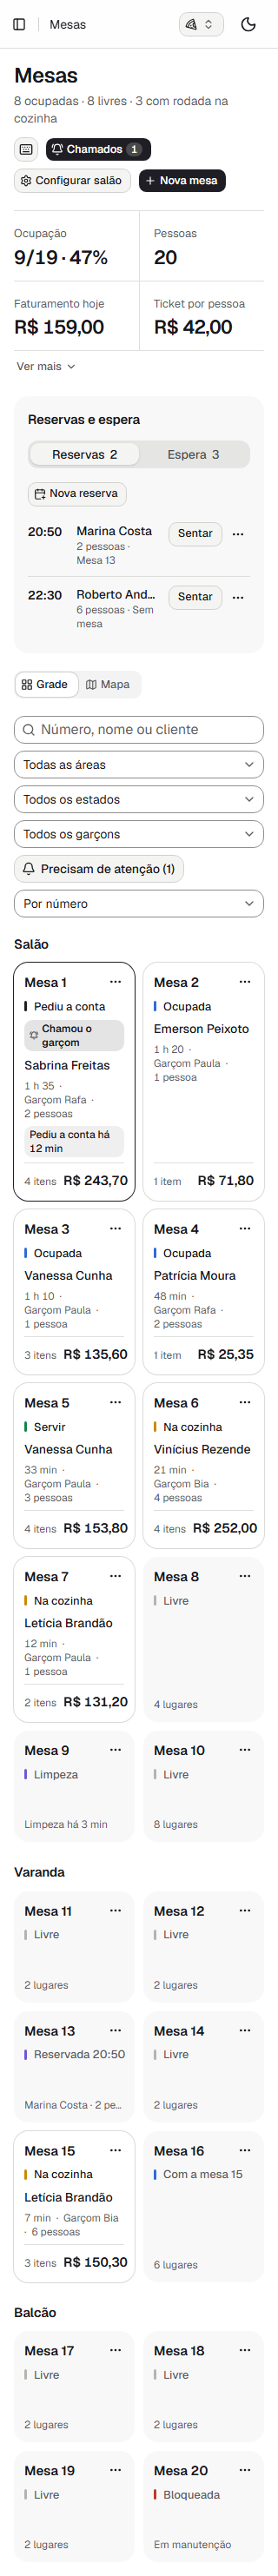 Mesas
Mesas
8 ocupadas · 8 livres · 3 com rodada na
cozinha
Chamados 1
Configurar salão
+ Nova mesa
Ocupação
Pessoas
9/19 · 47%
20
Faturamento hoje
Ticket por pessoa
R$ 159,00
R$ 42,00
Ver mais
Reservas e espera
Reservas 2
Espera 3
Nova reserva
20:50
Marina Costa
2 pessoas ·
Mesa 13
Sentar
22:30
Roberto And...
6 pessoas · Sem
mesa
Sentar
Grade
Mapa
Número, nome ou cliente
Todas as áreas
Todos os estados
Todos os garçons
Precisam de atenção (1)
Por número
Salão
Mesa 1
Pediu a conta
Chamou o
garçom
Sabrina Freitas
1 h 35 ·
Garçom Rafa ·
2 pessoas
Pediu a conta há
12 min
4 itens R$ 243,70
Mesa 2
Ocupada
Emerson Peixoto
1 h 20 ·
Garçom Paula ·
1 pessoa
1 item R$ 71,80
Mesa 3
Ocupada
Vanessa Cunha
1 h 10 ·
Garçom Paula ·
1 pessoa
3 itens R$ 135,60
Mesa 4
Ocupada
Patrícia Moura
48 min ·
Garçom Rafa ·
2 pessoas
1 item R$ 25,35
Mesa 5
Servir
Vanessa Cunha
33 min ·
Garçom Paula ·
3 pessoas
4 itens R$ 153,80
Mesa 6
Na cozinha
Vinícius Rezende
21 min ·
Garçom Bia ·
4 pessoas
4 itens R$ 252,00
Mesa 7
Na cozinha
Letícia Brandão
12 min ·
Garçom Paula ·
1 pessoa
2 itens R$ 131,20
Mesa 8
Livre
4 lugares
Mesa 9
Limpeza
Limpeza há 3 min
Mesa 10
Livre
8 lugares
Varanda
Mesa 11
Livre
2 lugares
Mesa 12
Livre
2 lugares
Mesa 13
Reservada 20:50
Marina Costa · 2 pe...
Mesa 14
Livre
2 lugares
Mesa 15
Na cozinha
Letícia Brandão
7 min · Garçom Bia
· 6 pessoas
3 itens R$ 150,30
Mesa 16
Com a mesa 15
6 lugares
Balcão
Mesa 17
Livre
2 lugares
Mesa 18
Livre
2 lugares
Mesa 19
Livre
2 lugares
Mesa 20
Bloqueada
Em manutenção